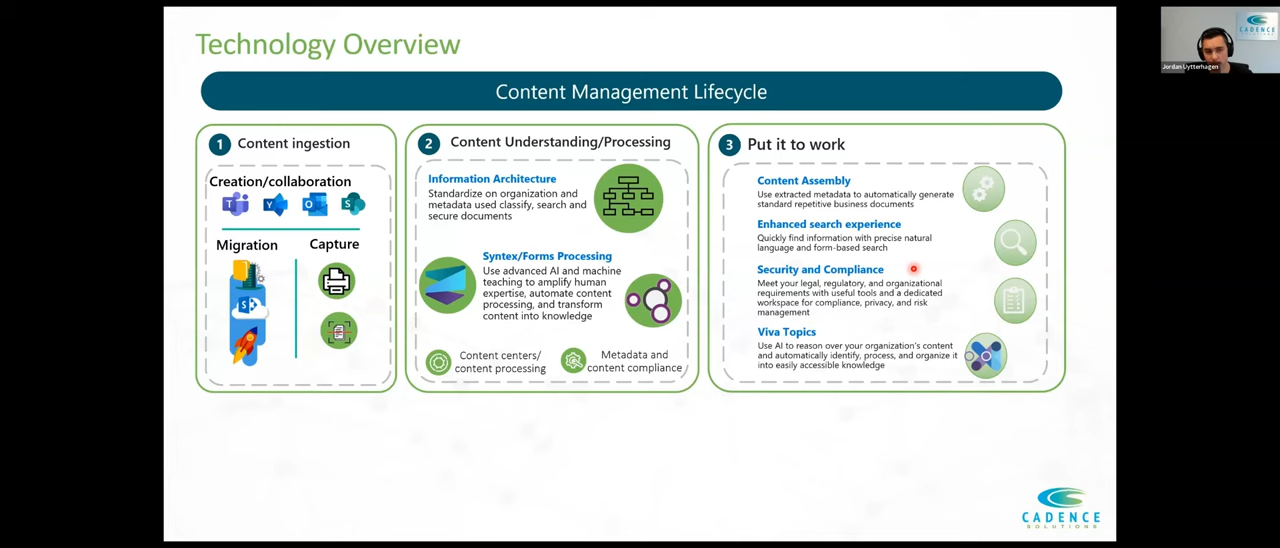 Technology Overview
Content Management Lifecycle
1 Content ingestion
Creation/collaboration
Migration
Capture
2 Content Understanding/Processing
Information Architecture
Standardize on organization and
metadata used classify, search and
secure documents
Syntex/Forms Processing
Use advanced AI and machine
teaching to amplify human
expertise, automate content
processing, and transform
content into knowledge
Content centers/
content processing
Metadata and
content compliance
3 Put it to work
Content Assembly
Use extracted metadata to automatically generate
standard repetitive business documents
Enhanced search experience
Quickly find information with precise natural
language and form-based search
Security and Compliance
Meet your legal, regulatory, and organizational
requirements with useful tools and a dedicated
workspace for compliance, privacy, and risk
management
Viva Topics
Use AI to reason over your organization's content
and automatically identify, process, and organize it
into easily accessible knowledge
CADENCE
SOLUTIONS
CADENCE
SOLUTIONS
Jordan Uytterhagen